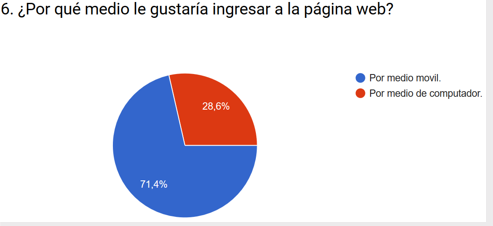 6. ¿Por qué medio le gustaría ingresar a la página web?
Por medio movil.
Por medio de computador.
28,6%
71,4%